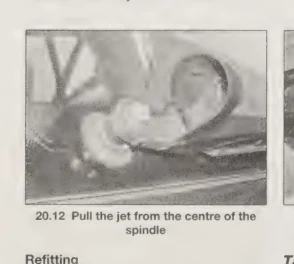 20.12 Pull the jet from the centre of the
spindle
Refitting